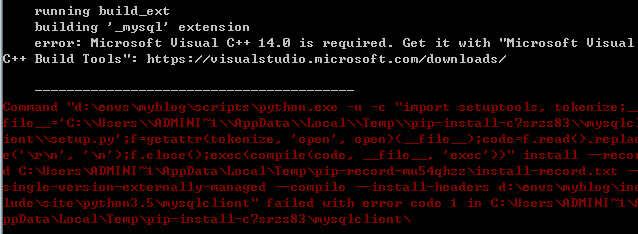 running build_ext
building '_mysql' extension
error: Microsoft Visual C++ 14.0 is required. Get it with "Microsoft Visual
C++ Build Tools": https://visualstudio.microsoft.com/downloads/
----------------------------------------
Command "d:\envs\myblog\scripts\python.exe -u -c "import setuptools, tokenize;__
file__='C:\\Users\\ADMINI~1\\AppData\\Local\\Temp\\pip-install-c7srzs83\\mysqlcl
ient\\setup.py';f=getattr(tokenize, 'open', open)(__file__);code=f.read().replac
e('\r\n', '\n');f.close();exec(compile(code, __file__, 'exec'))" install --recor
d C:\Users\ADMINI~1\AppData\Local\Temp\pip-record-mu54qhzz\install-record.txt --
single-version-externally-managed --compile --install-headers d:\envs\myblog\inc
lude\site\python3.5\mysqlclient" failed with error code 1 in C:\Users\ADMINI~1\A
ppData\Local\Temp\pip-install-c7srzs83\mysqlclient\